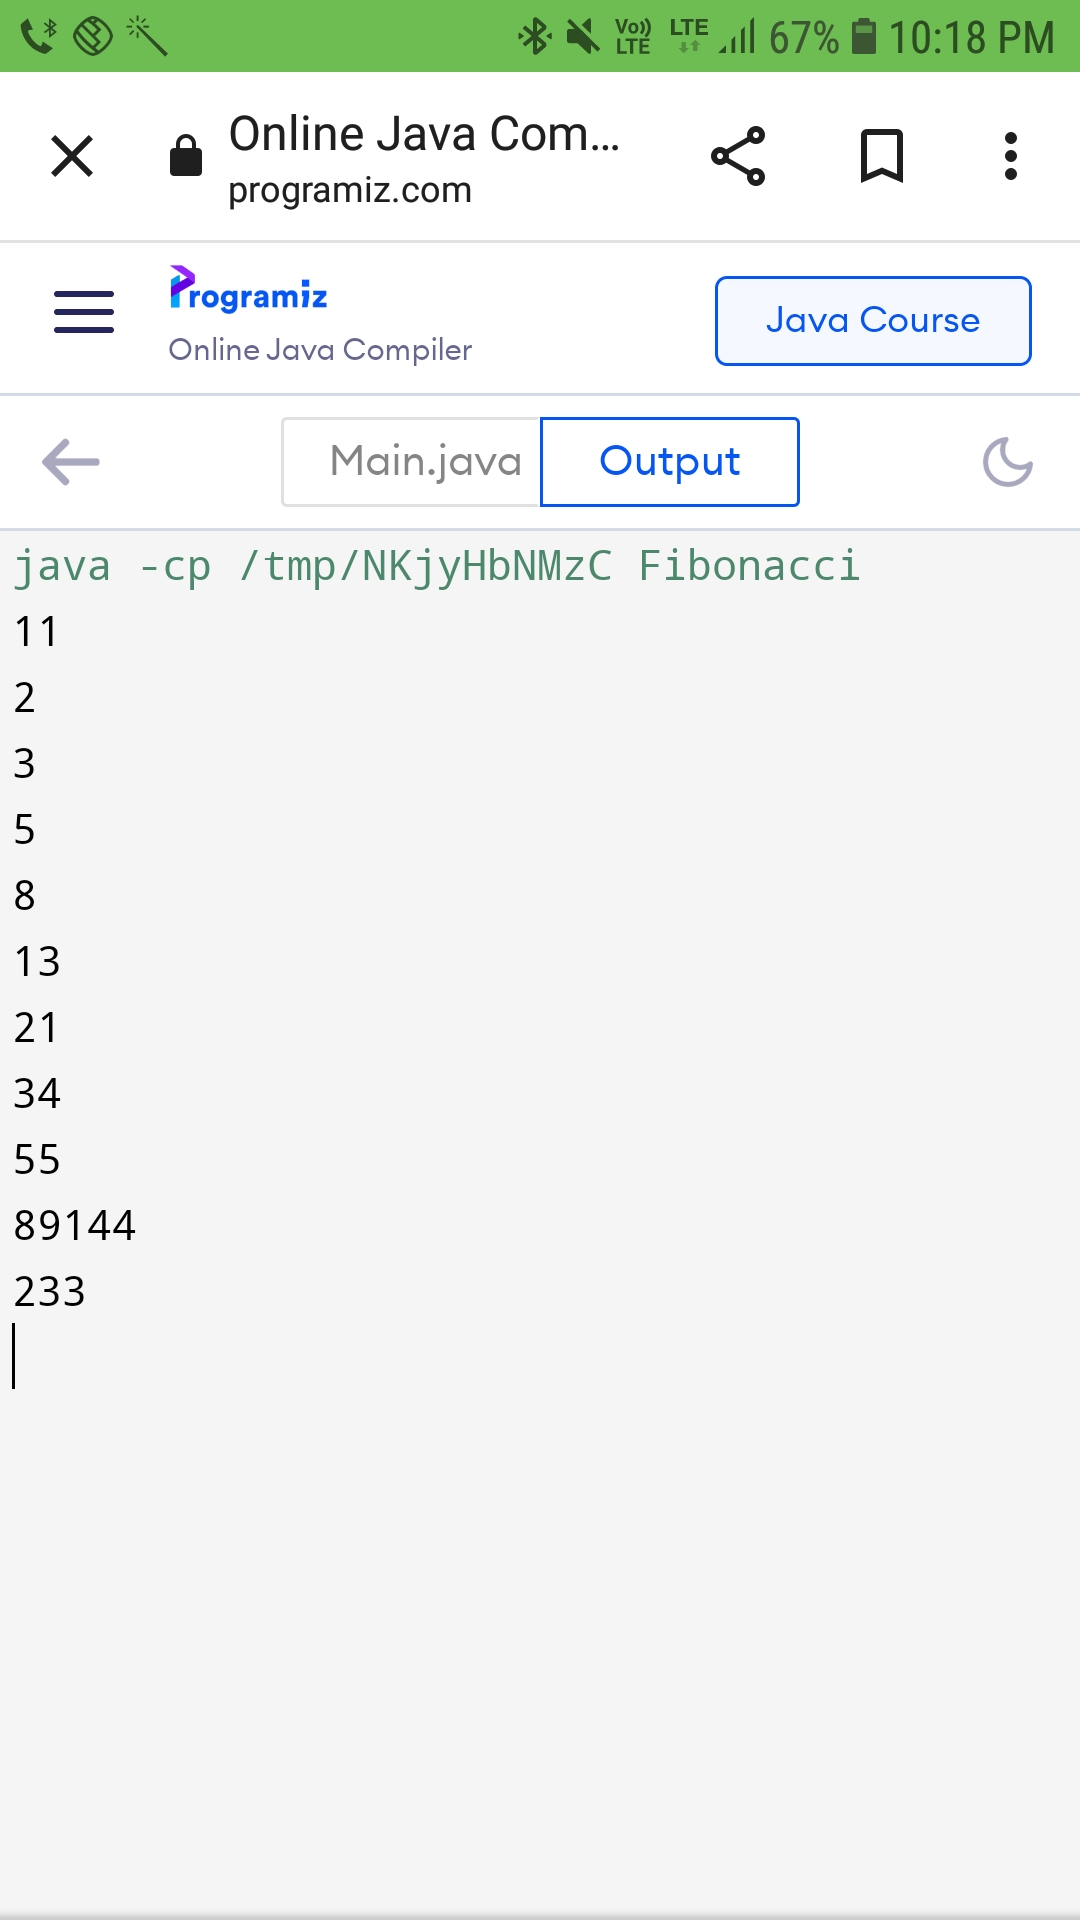 Vo)) LTE LTE 67% 10:18 PM
Online Java Com...
programiz.com
Programiz
Online Java Compiler
Java Course
Main.java Output
java -cp /tmp/NKjyHbNMzC Fibonacci
11
2
3
5
8
13
21
34
55
89144
233